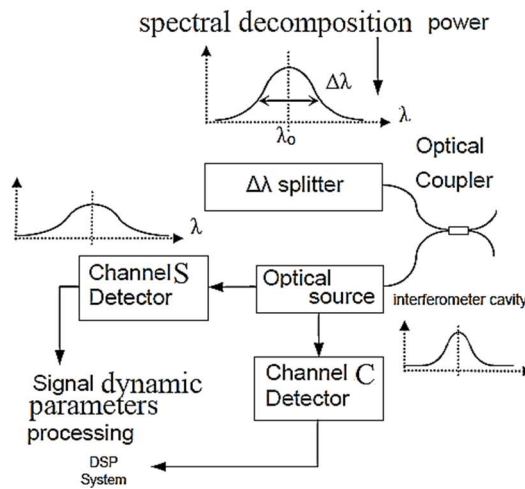 spectral decomposition power
Δλ
λ
λo
Optical
Coupler
Δλ splitter
λ
Channel S
Detector
Optical
source
interferometer cavity
Channel C
Detector
Signal dynamic
parameters
processing
DSP
System